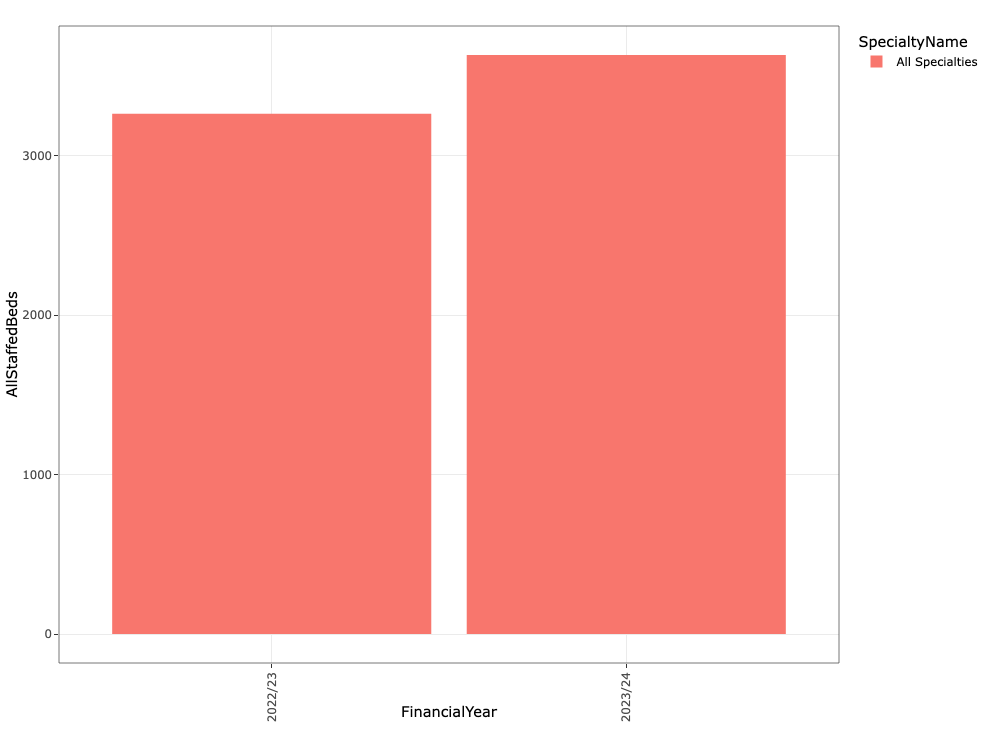 SpecialtyName
All Specialties
3000
2000
1000
0
AllStaffedBeds
2022/23
2023/24
FinancialYear